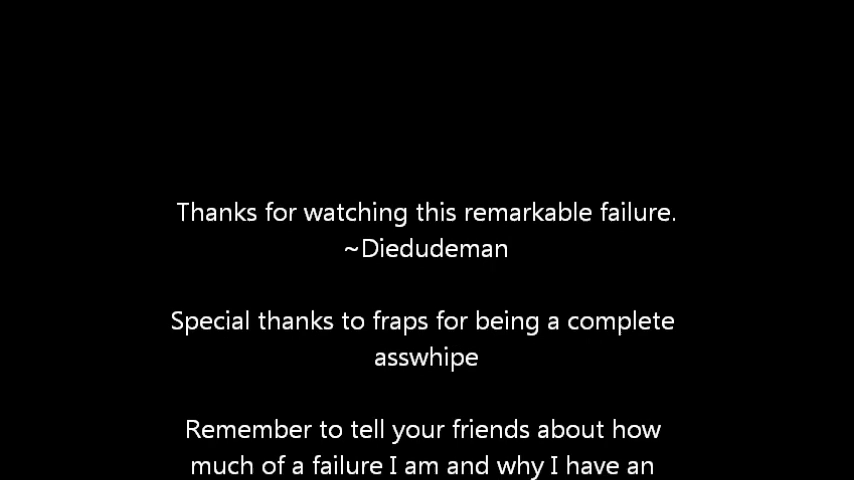 Thanks for watching this remarkable failure.
~Diedudeman
Special thanks to fraps for being a complete
asswhipe
Remember to tell your friends about how
much of a failure I am and why I have an